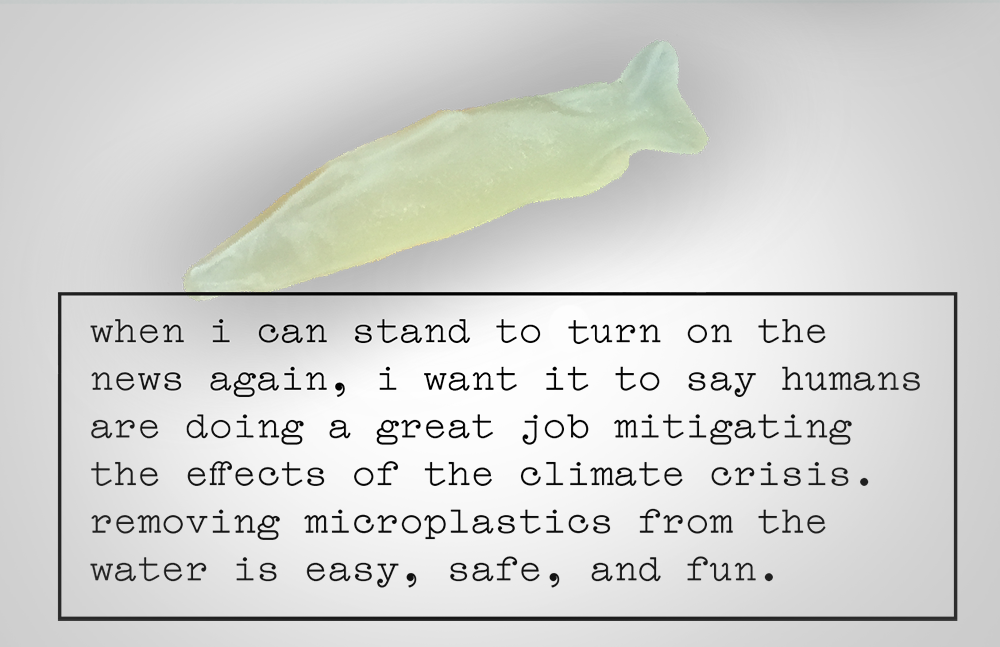 when i can stand to turn on the
news again, i want it to say humans
are doing a great job mitigating
the effects of the climate crisis.
removing microplastics from the
water is easy, safe, and fun.